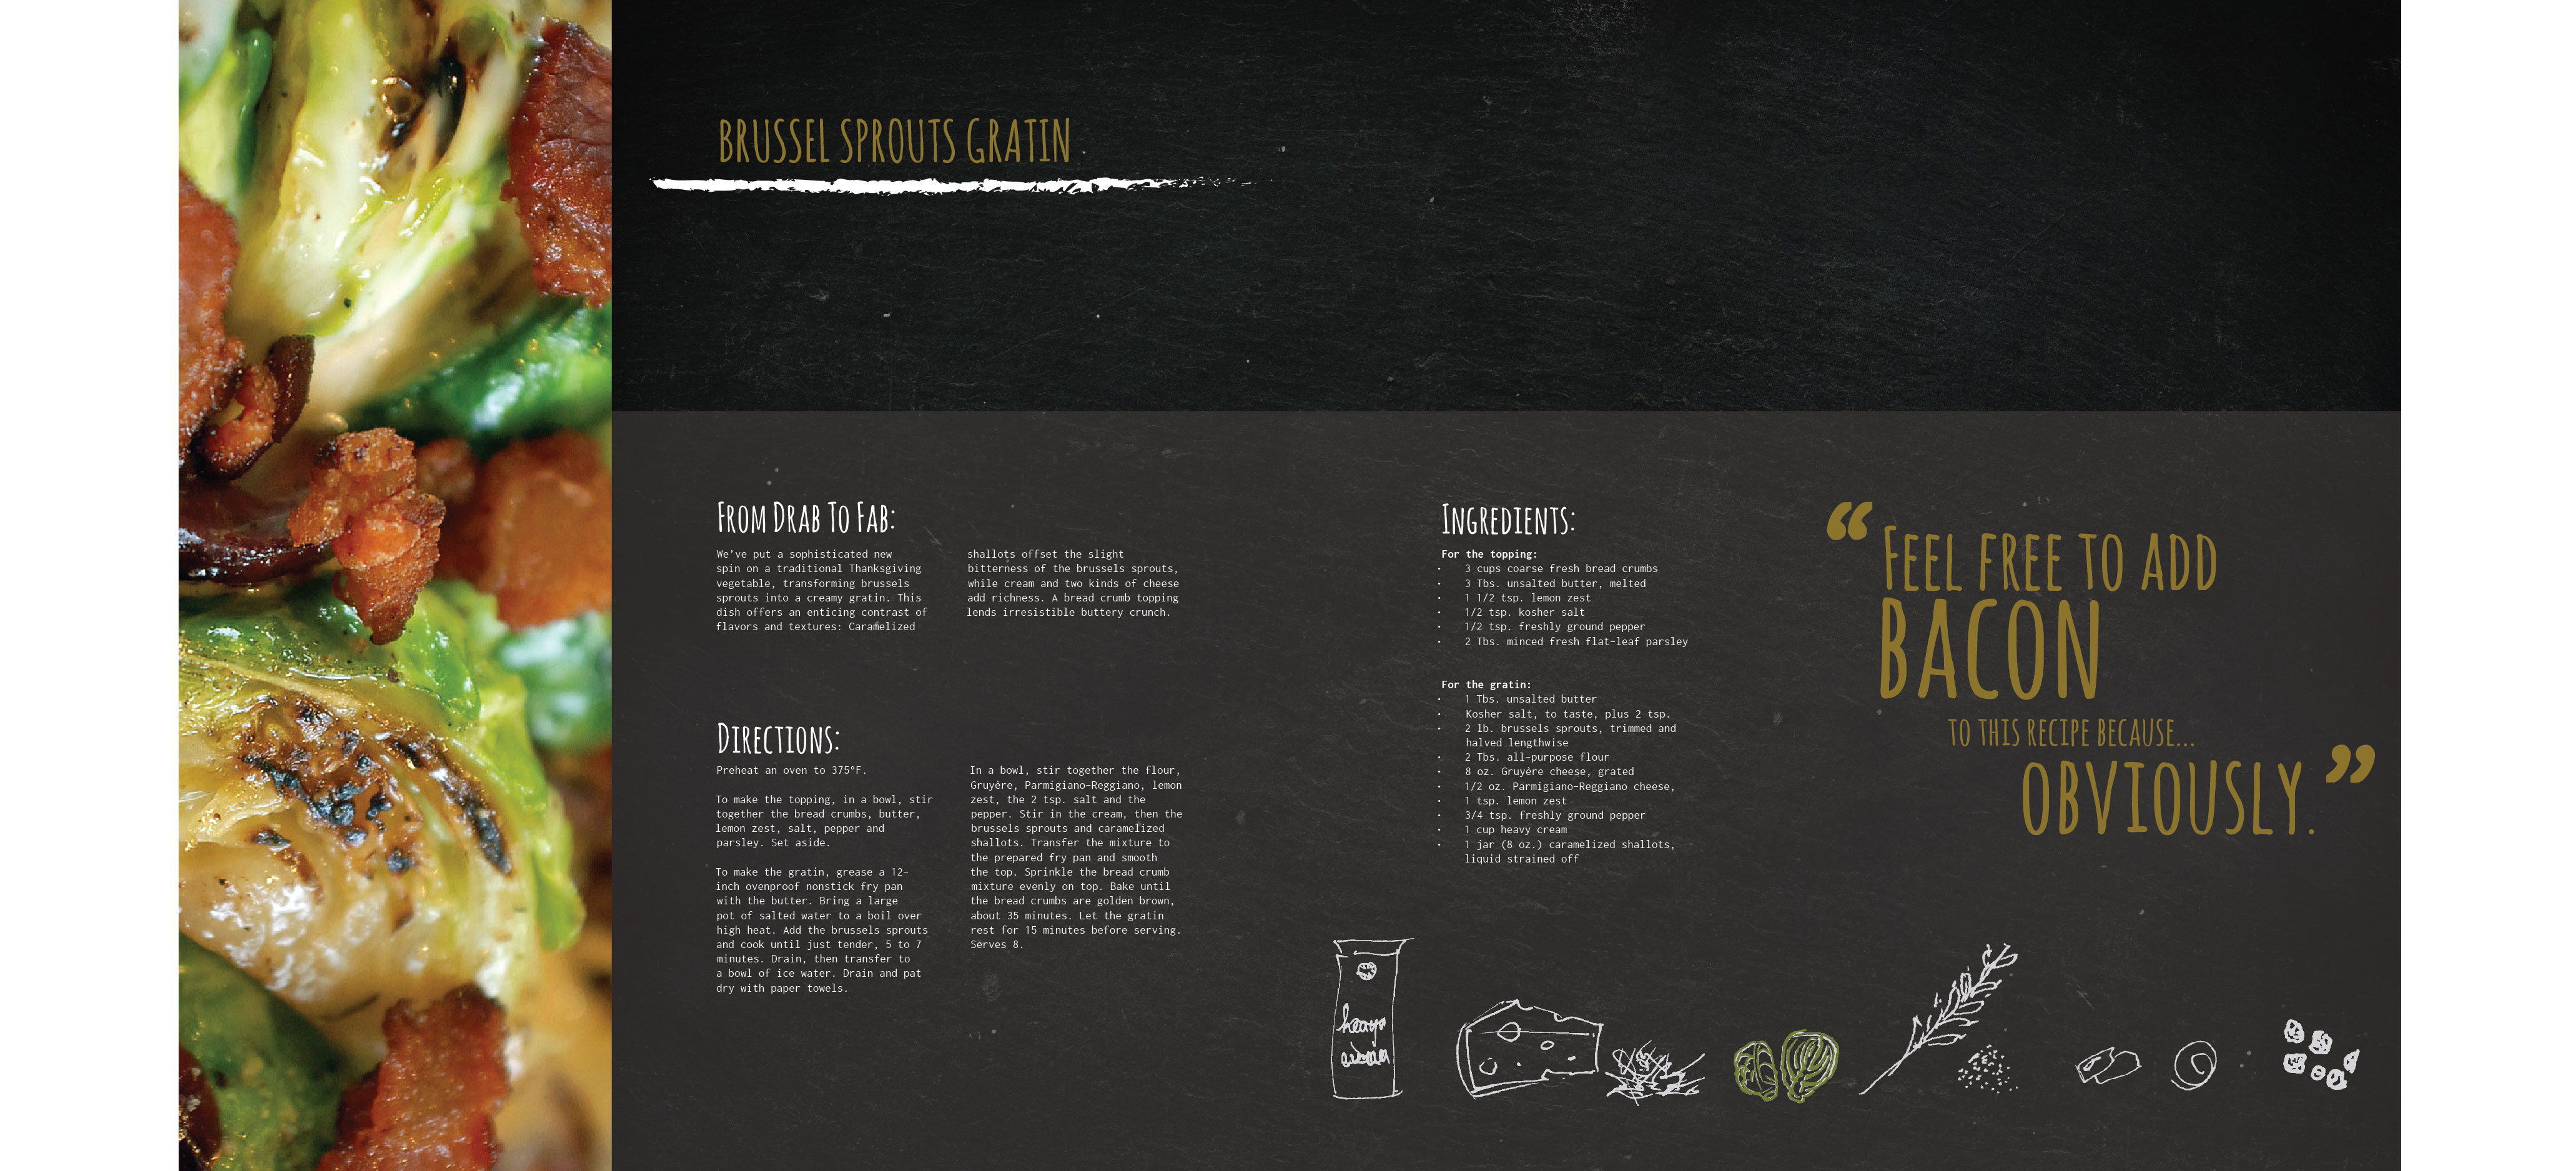 BRUSSEL SPROUTS GRATIN
FROM DRAB TO FAB:
We've put a sophisticated new
spin on a traditional Thanksgiving
vegetable, transforming brussels
sprouts into a creamy gratin. This
dish offers an enticing contrast of
flavors and textures: Caramelized
shallots offset the slight
bitterness of the brussels sprouts,
while cream and two kinds of cheese
add richness. A bread crumb topping
lends irresistible buttery crunch.
DIRECTIONS:
Preheat an oven to 375°F.
To make the topping, in a bowl, stir
together the bread crumbs, butter,
lemon zest, salt, pepper and
parsley. Set aside.
To make the gratin, grease a 12-
inch ovenproof nonstick fry pan
with the butter. Bring a large
pot of salted water to a boil over
high heat. Add the brussels sprouts
and cook until just tender, 5 to 7
minutes. Drain, then transfer to
a bowl of ice water. Drain and pat
dry with paper towels.
In a bowl, stir together the flour,
Gruyère, Parmigiano-Reggiano, lemon
zest, the 2 tsp. salt and the
pepper. Stir in the cream, then the
brussels sprouts and caramelized
shallots. Transfer the mixture to
the prepared fry pan and smooth
the top. Sprinkle the bread crumb
mixture evenly on top. Bake until
the bread crumbs are golden brown,
about 35 minutes. Let the gratin
rest for 15 minutes before serving.
Serves 8.
INGREDIENTS:
For the topping:
• 3 cups coarse fresh bread crumbs
• 3 Tbs. unsalted butter, melted
• 1 1/2 tsp. lemon zest
• 1/2 tsp. kosher salt
• 1/2 tsp. freshly ground pepper
• 2 Tbs. minced fresh flat-leaf parsley
For the gratin:
• 1 Tbs. unsalted butter
• Kosher salt, to taste, plus 2 tsp.
• 2 lb. brussels sprouts, trimmed and
halved lengthwise
• 2 Tbs. all-purpose flour
• 8 oz. Gruyère cheese, grated
• 1/2 oz. Parmigiano-Reggiano cheese,
• 1 tsp. lemon zest
• 3/4 tsp. freshly ground pepper
• 1 cup heavy cream
• 1 jar (8 oz.) caramelized shallots,
liquid strained off
“FEEL FREE TO ADD
BACON
TO THIS RECIPE BECAUSE...
OBVIOUSLY.”
heavy